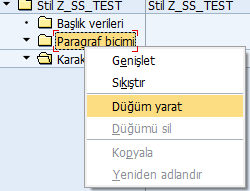 Stil Z_SS_TEST Stil Z_SS_TEST
Başlık verileri
Paragraf biçimi
Karak
Genişlet
Sıkıştır
Düğüm yarat
Düğümü sil
Kopyala
Yeniden adlandır